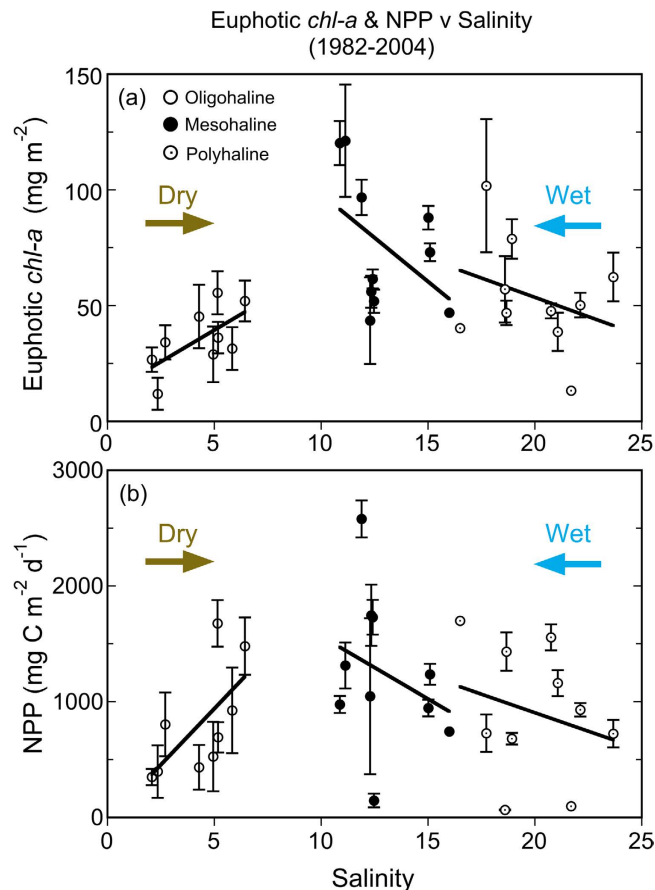 Euphotic chl-a & NPP v Salinity
(1982-2004)
150
(a)
Oligohaline
Mesohaline
Polyhaline
Dry
Wet
100
50
0
Euphotic chl-a (mg m-2)
0 5 10 15 20 25
3000
(b)
Dry
Wet
2000
1000
0
NPP (mg C m-2 d-1)
0 5 10 15 20 25
Salinity